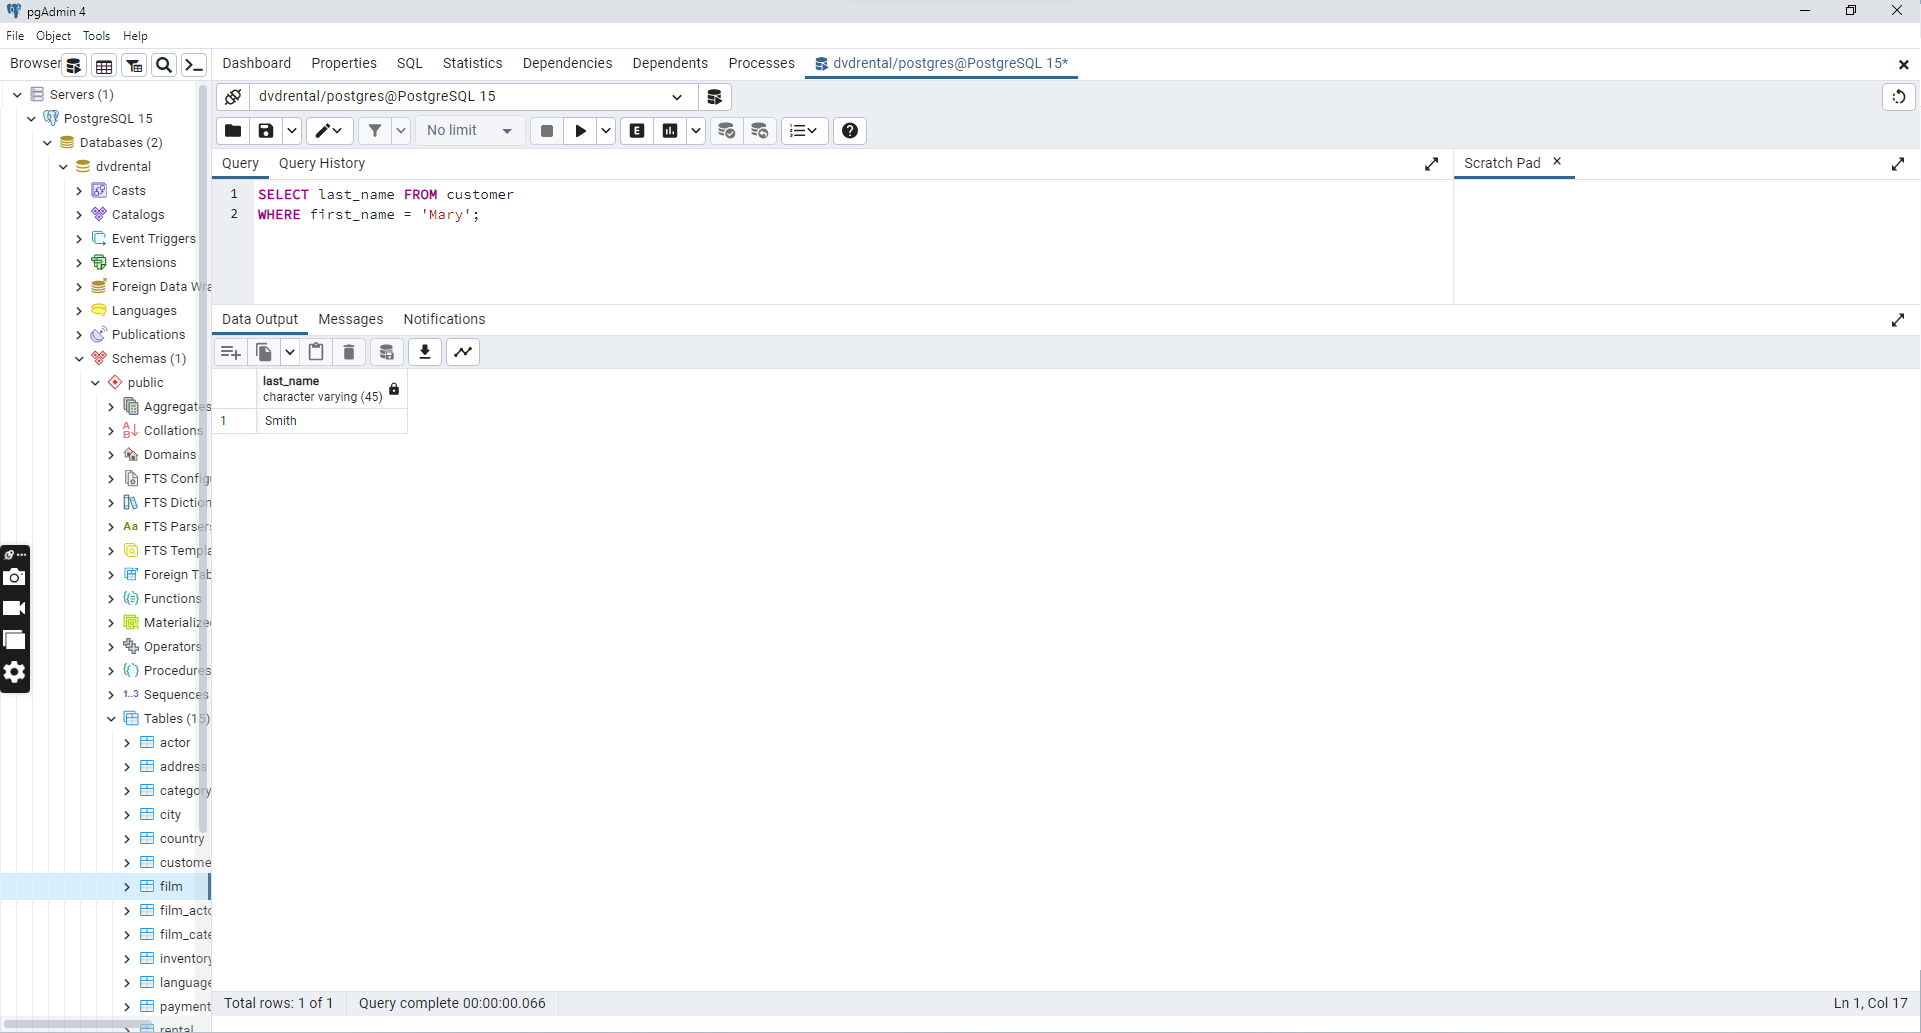 pgAdmin 4
File Object Tools Help
Browser
Dashboard Properties SQL Statistics Dependencies Dependents Processes dvdrental/postgres@PostgreSQL 15*
Servers (1)
PostgreSQL 15
Databases (2)
dvdrental
Casts
Catalogs
Event Triggers
Extensions
Foreign Data Wra
Languages
Publications
Schemas (1)
public
Aggregates
Collations
Domains
FTS Config
FTS Diction
Aa FTS Parsers
FTS Templa
Foreign Tab
Functions
Materialize
Operators
Procedures
1..3 Sequences
Tables (15)
actor
address
category
city
country
custome
film
film_acto
film_cate
inventory
language
payment
rental
dvdrental/postgres@PostgreSQL 15
No limit
E
Query Query History
Scratch Pad
1 SELECT last_name FROM customer
2 WHERE first_name = 'Mary';
Data Output Messages Notifications
last_name
character varying (45)
1 Smith
Total rows: 1 of 1 Query complete 00:00:00.066 Ln 1, Col 17